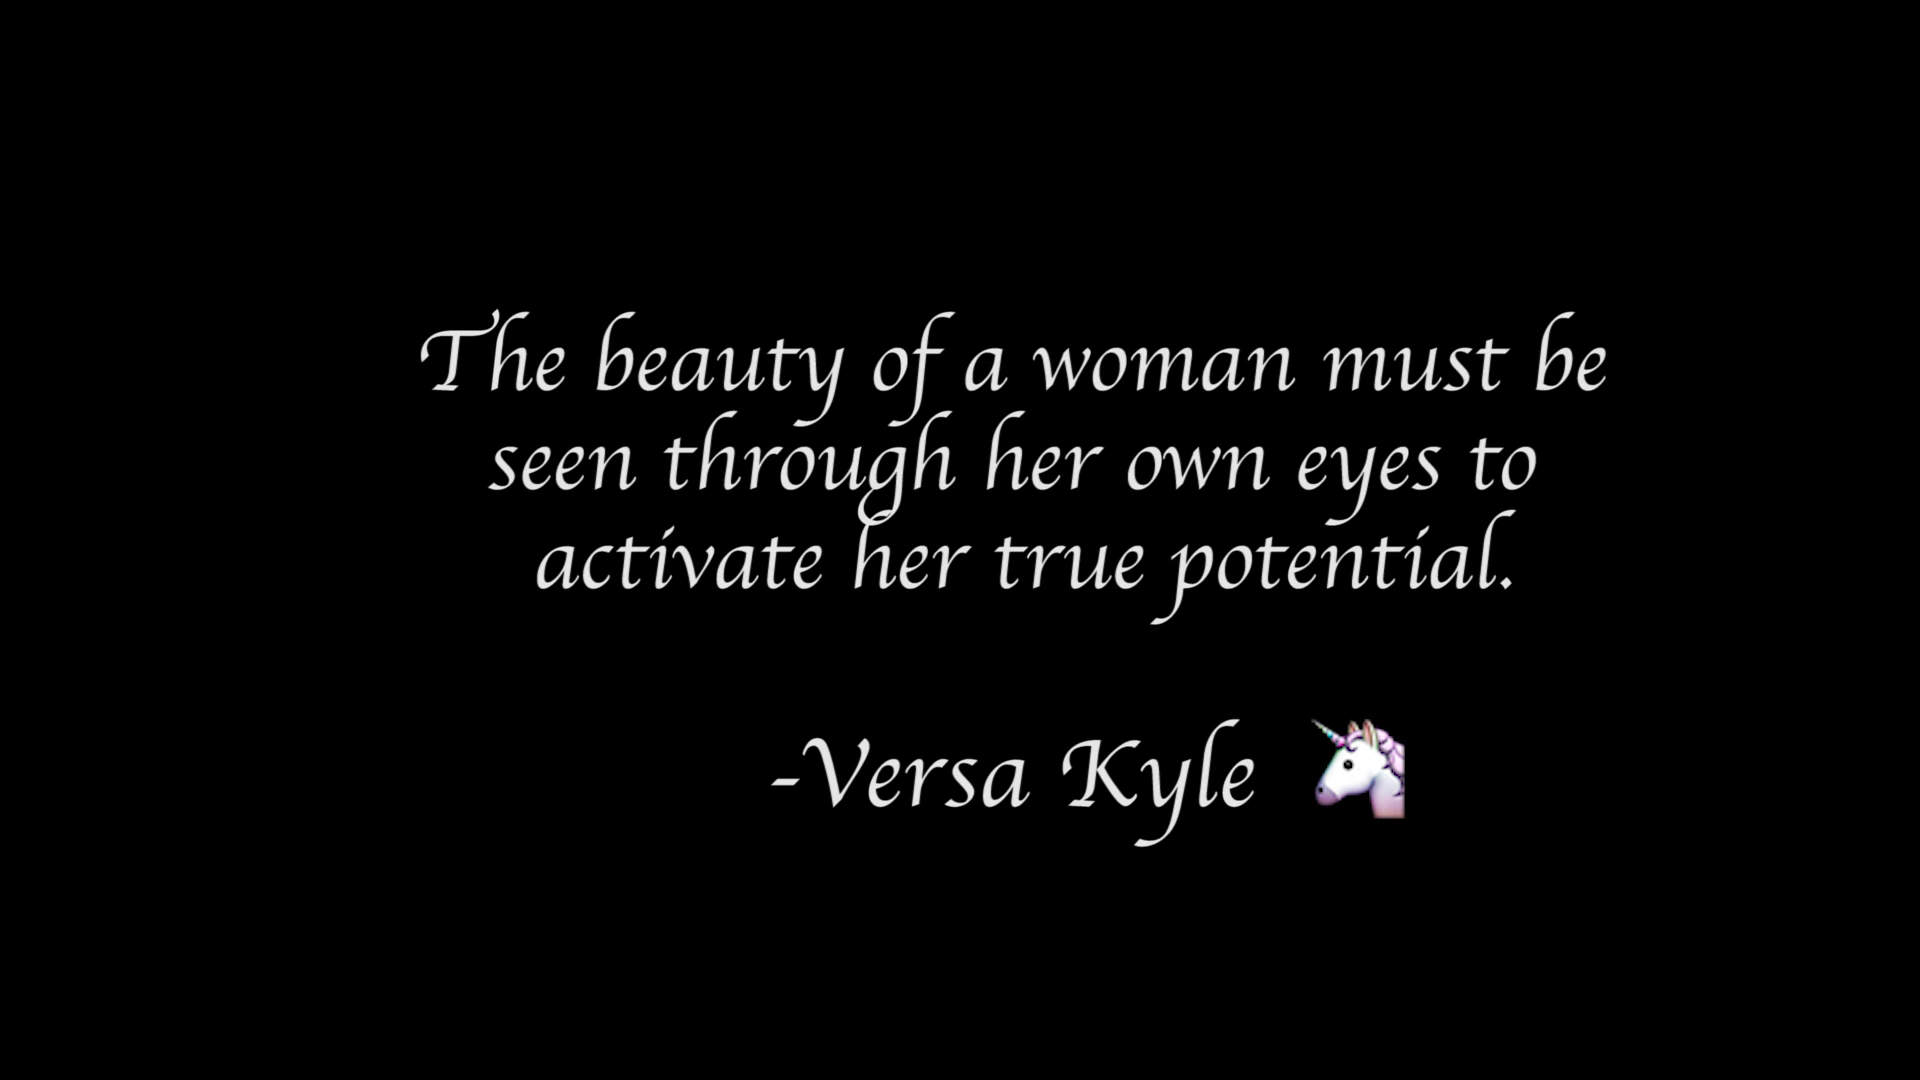 The beauty of a woman must be
seen through her own eyes to
activate her true potential.
-Versa Kyle 🦄